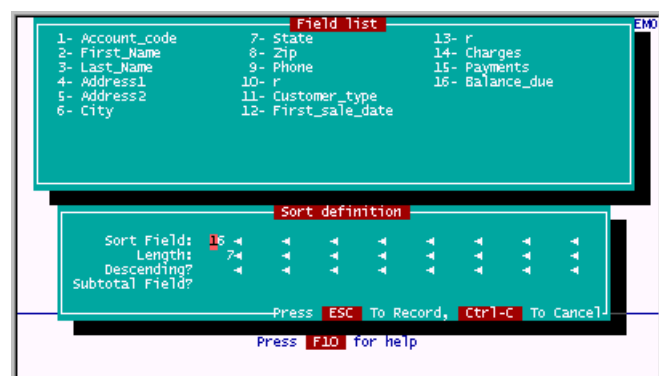 Field list
EMO
1- Account_code 7- State 13- r
2- First_Name 8- Zip 14- Charges
3- Last_Name 9- Phone 15- Payments
4- Address1 10- r 16- Balance_due
5- Address2 11- Customer_type
6- City 12- First_sale_date
Sort definition
Sort Field: 16
Length: 7
Descending?
Subtotal Field?
Press ESC To Record, Ctrl-C To Cancel
Press F10 for help